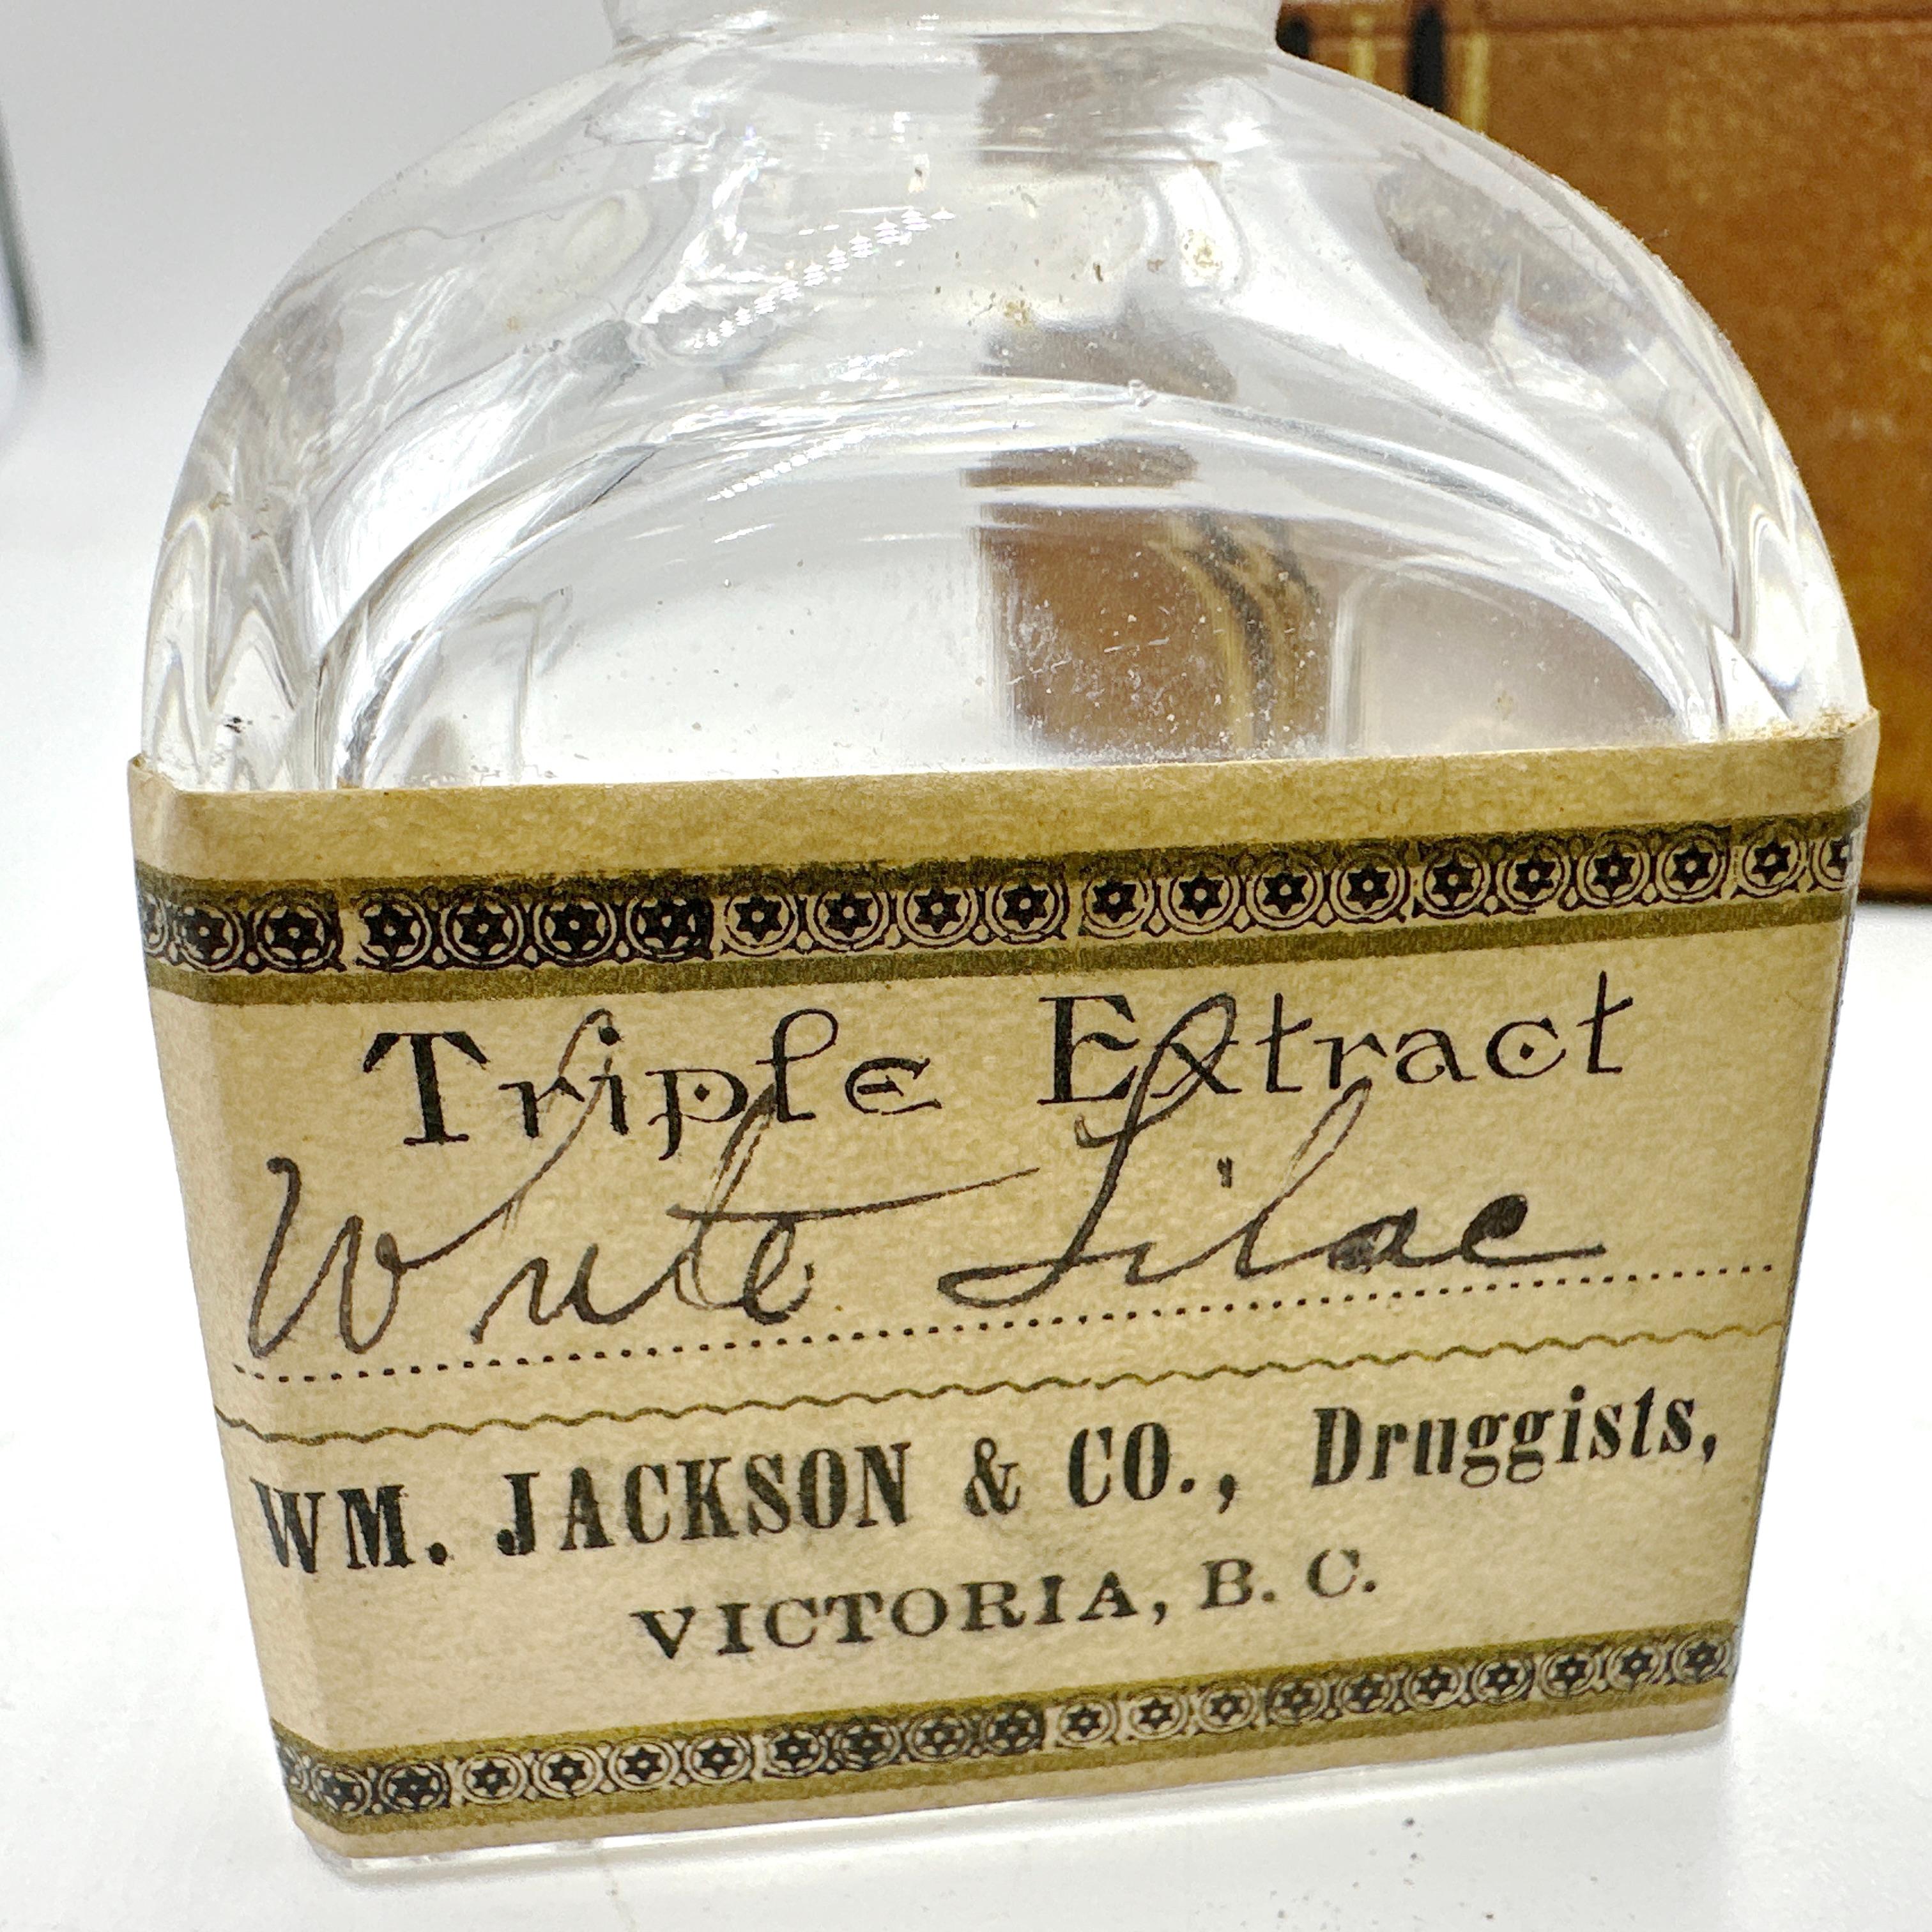 Triple Extract
White Lilac
WM. JACKSON & CO., Druggists,
VICTORIA, B. C.